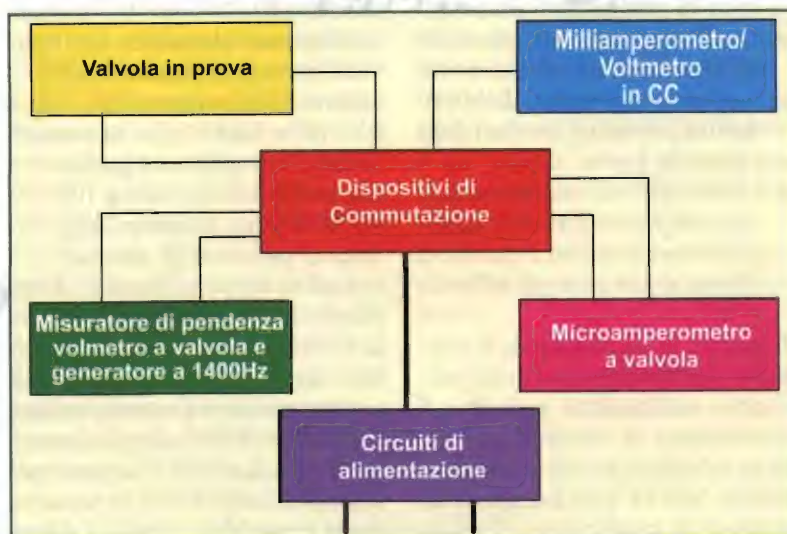 Valvola in prova
Milliamperometro/
Voltmetro
in CC
Dispositivi di
Commutazione
Misuratore di pendenza
volmetro a valvola e
generatore a 1400Hz
Microamperometro
a valvola
Circuiti di
alimentazione